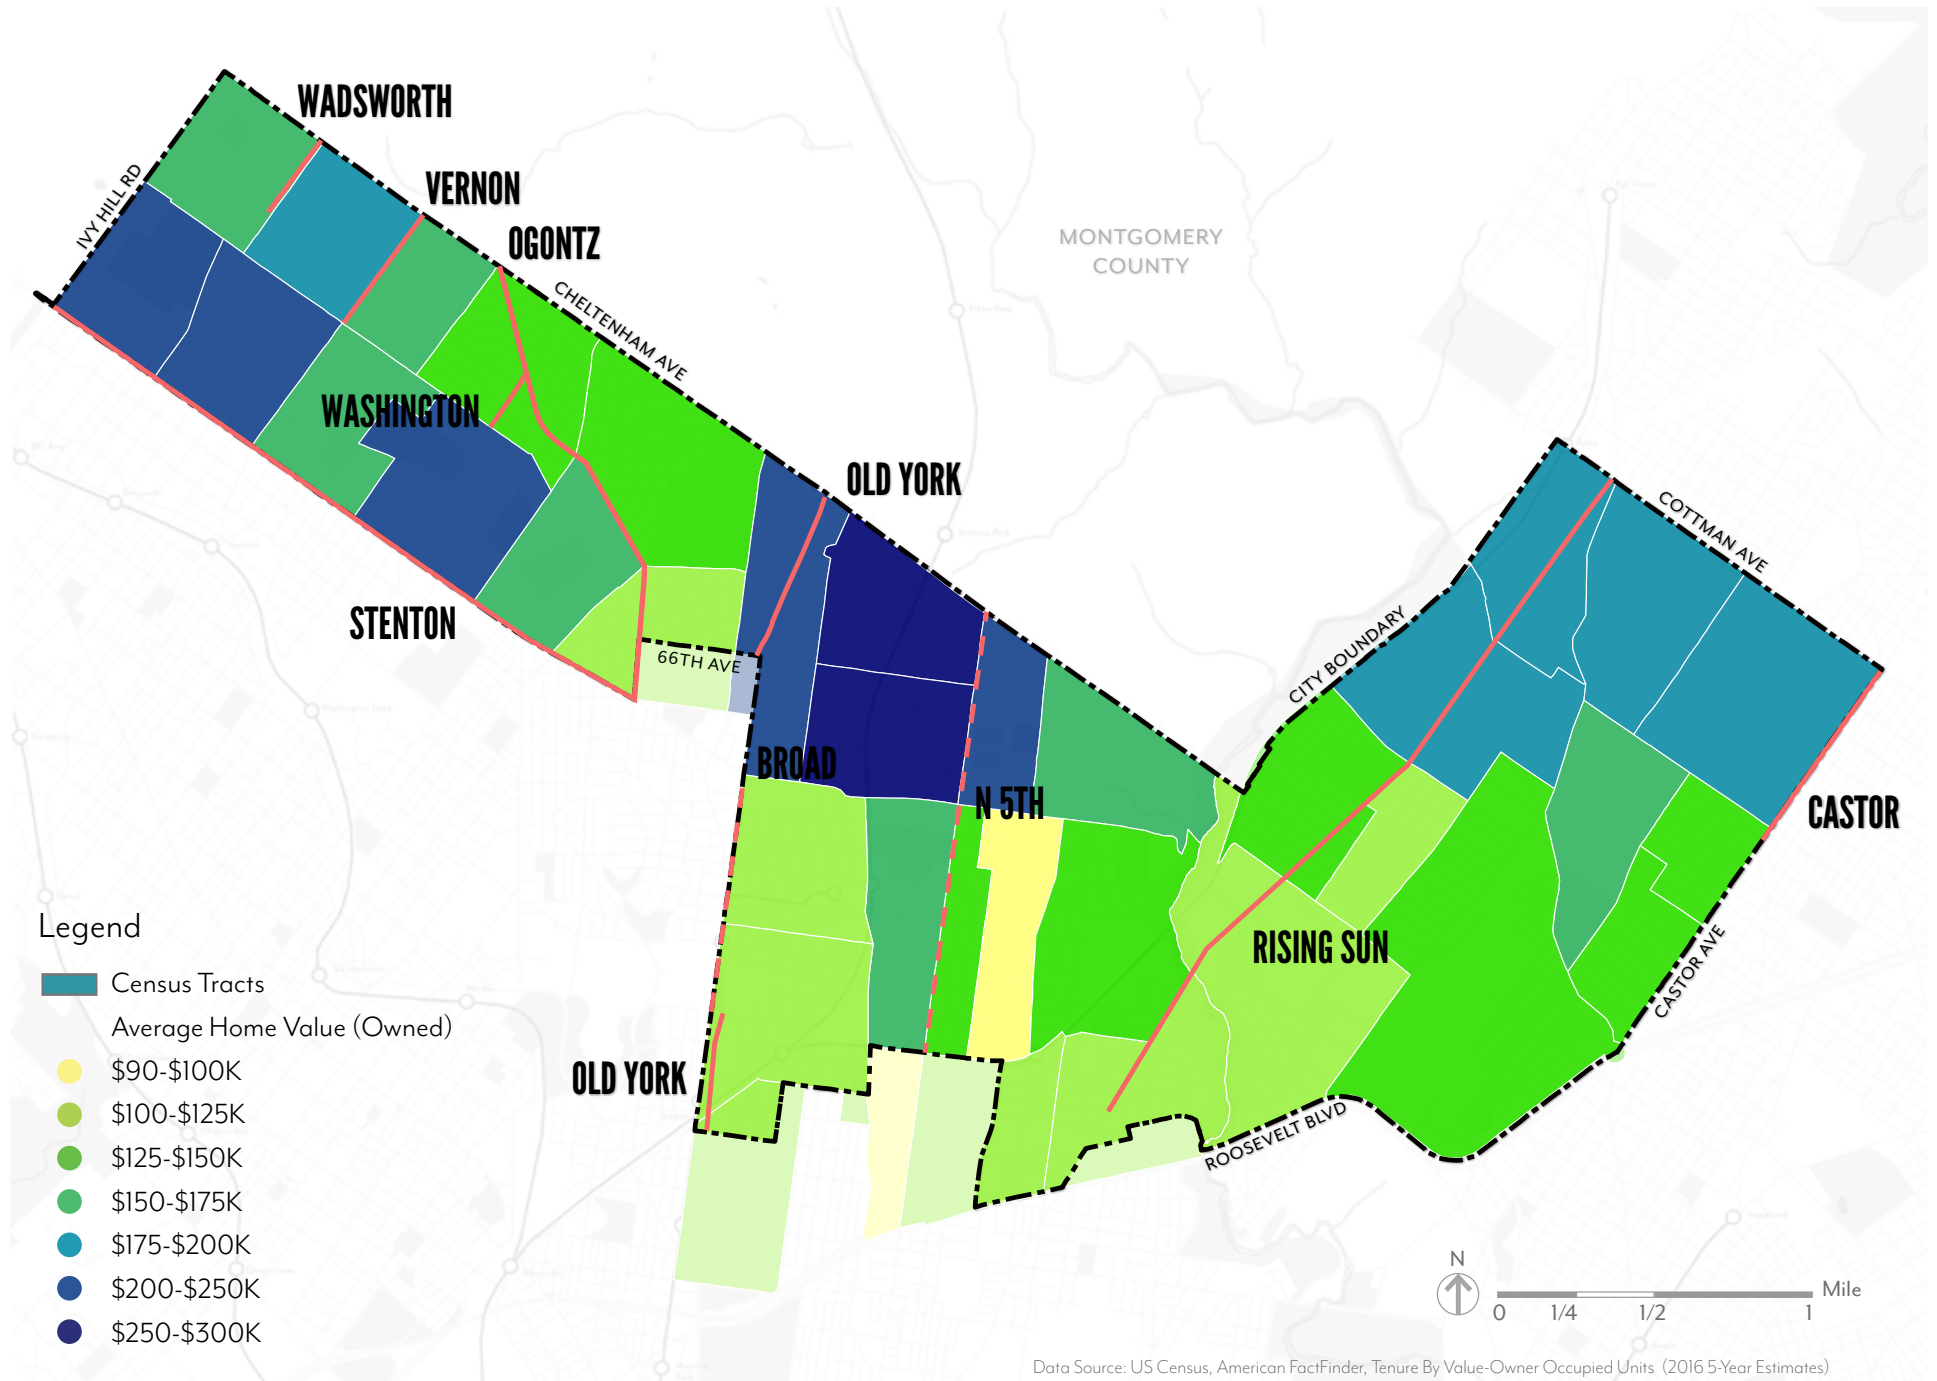 WADSWORTH
IVY HILL RD
VERNON
OGONTZ
CHELTENHAM AVE
MONTGOMERY
COUNTY
WASHINGTON
OLD YORK
COTTMAN AVE
STENTON
CITY BOUNDARY
66TH AVE
BROAD
N 5TH
CASTOR
RISING SUN
CASTOR AVE
OLD YORK
ROOSEVELT BLVD
Legend
Census Tracts
Average Home Value (Owned)
$90-$100K
$100-$125K
$125-$150K
$150-$175K
$175-$200K
$200-$250K
$250-$300K
N
Mile
0 1/4 1/2 1
Data Source: US Census, American FactFinder, Tenure By Value-Owner Occupied Units (2016 5-Year Estimates)